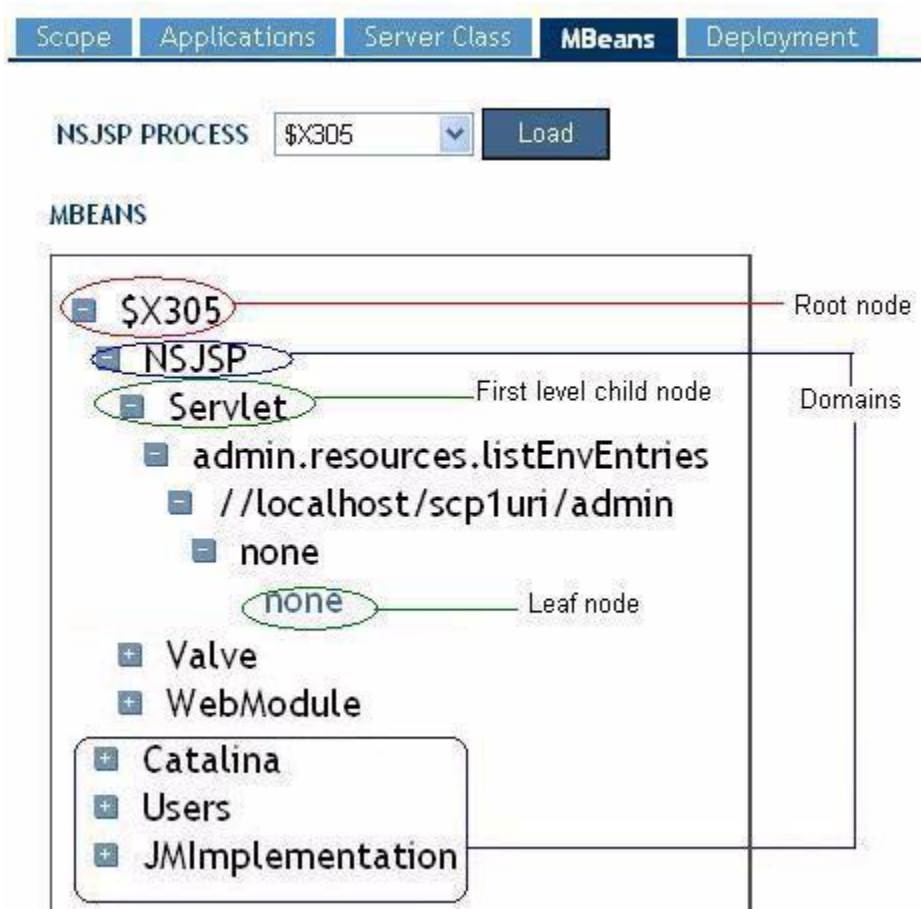 Scope Applications Server Class MBeans Deployment
NSJSP PROCESS $X305 Load
MBEANS
$X305 Root node
NSJSP
Servlet First level child node Domains
admin.resources.listEnvEntries
//localhost/scp1uri/admin
none
none Leaf node
Valve
WebModule
Catalina
Users
JMImplementation